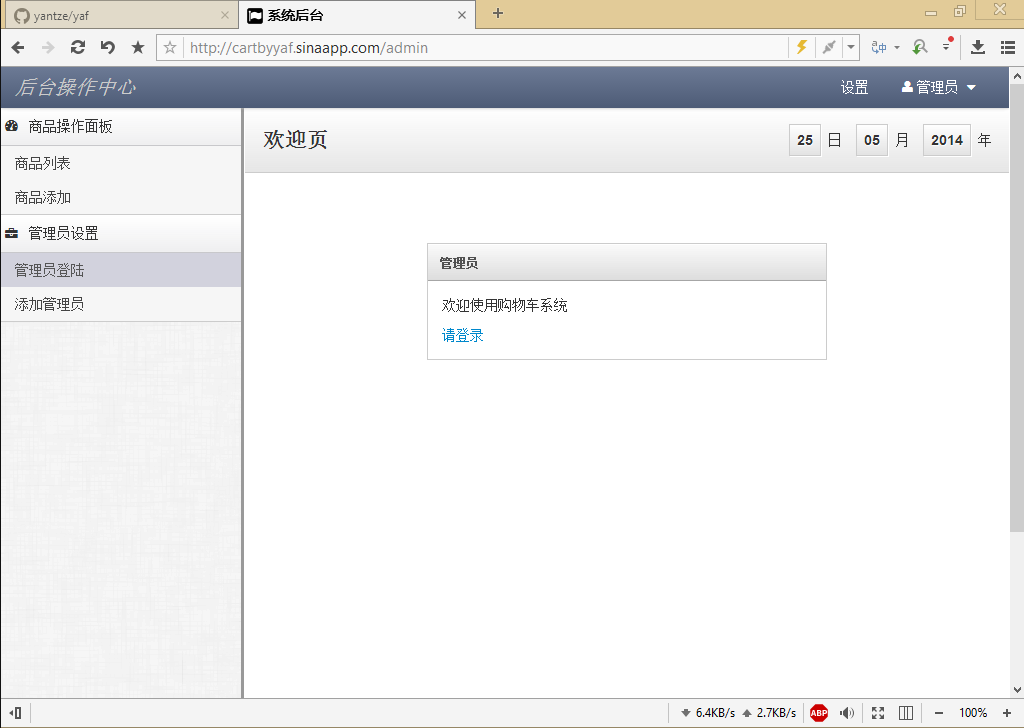 yantze/yaf
系统后台
http://cartbyyaf.sinaapp.com/admin
后台操作中心
设置
管理员
商品操作面板
商品列表
商品添加
管理员设置
管理员登陆
添加管理员
欢迎页
25 日 05 月 2014 年
管理员
欢迎使用购物车系统
请登录
6.4KB/s 2.7KB/s ABP 100%